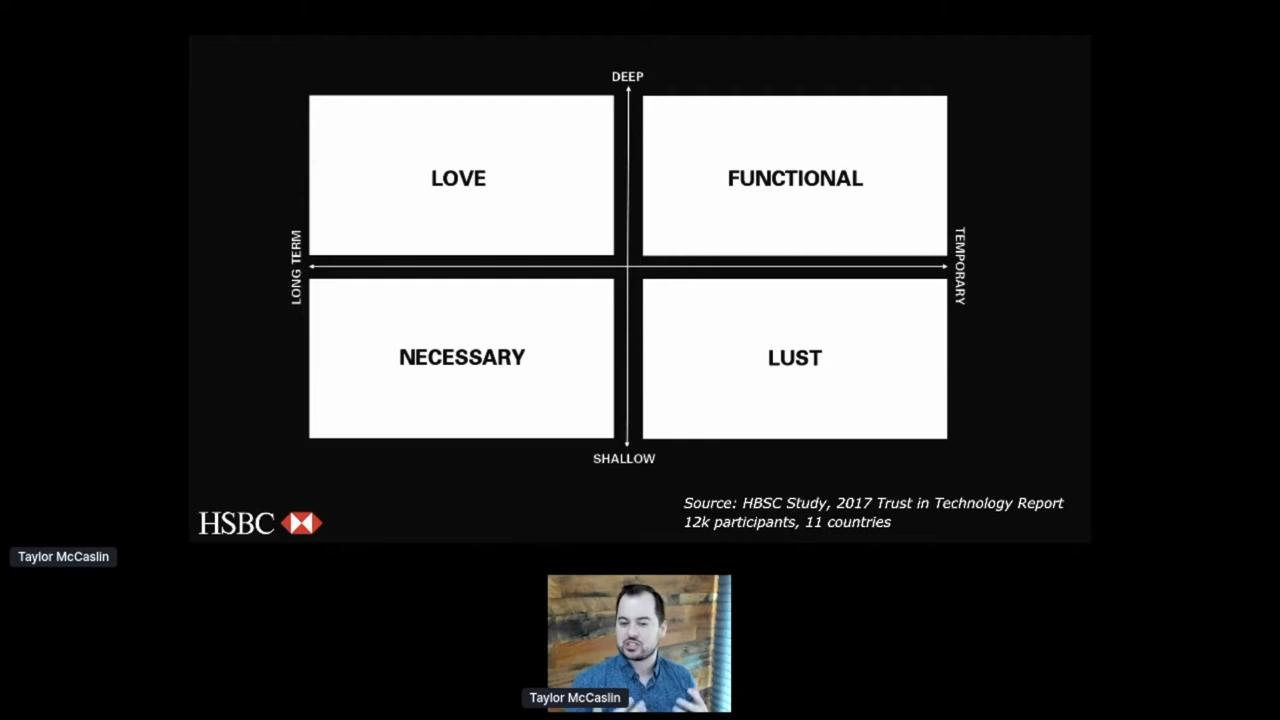 DEEP
LOVE
FUNCTIONAL
LONG TERM
TEMPORARY
NECESSARY
LUST
SHALLOW
Source: HBSC Study, 2017 Trust in Technology Report
12k participants, 11 countries
HSBC
Taylor McCaslin
Taylor McCaslin